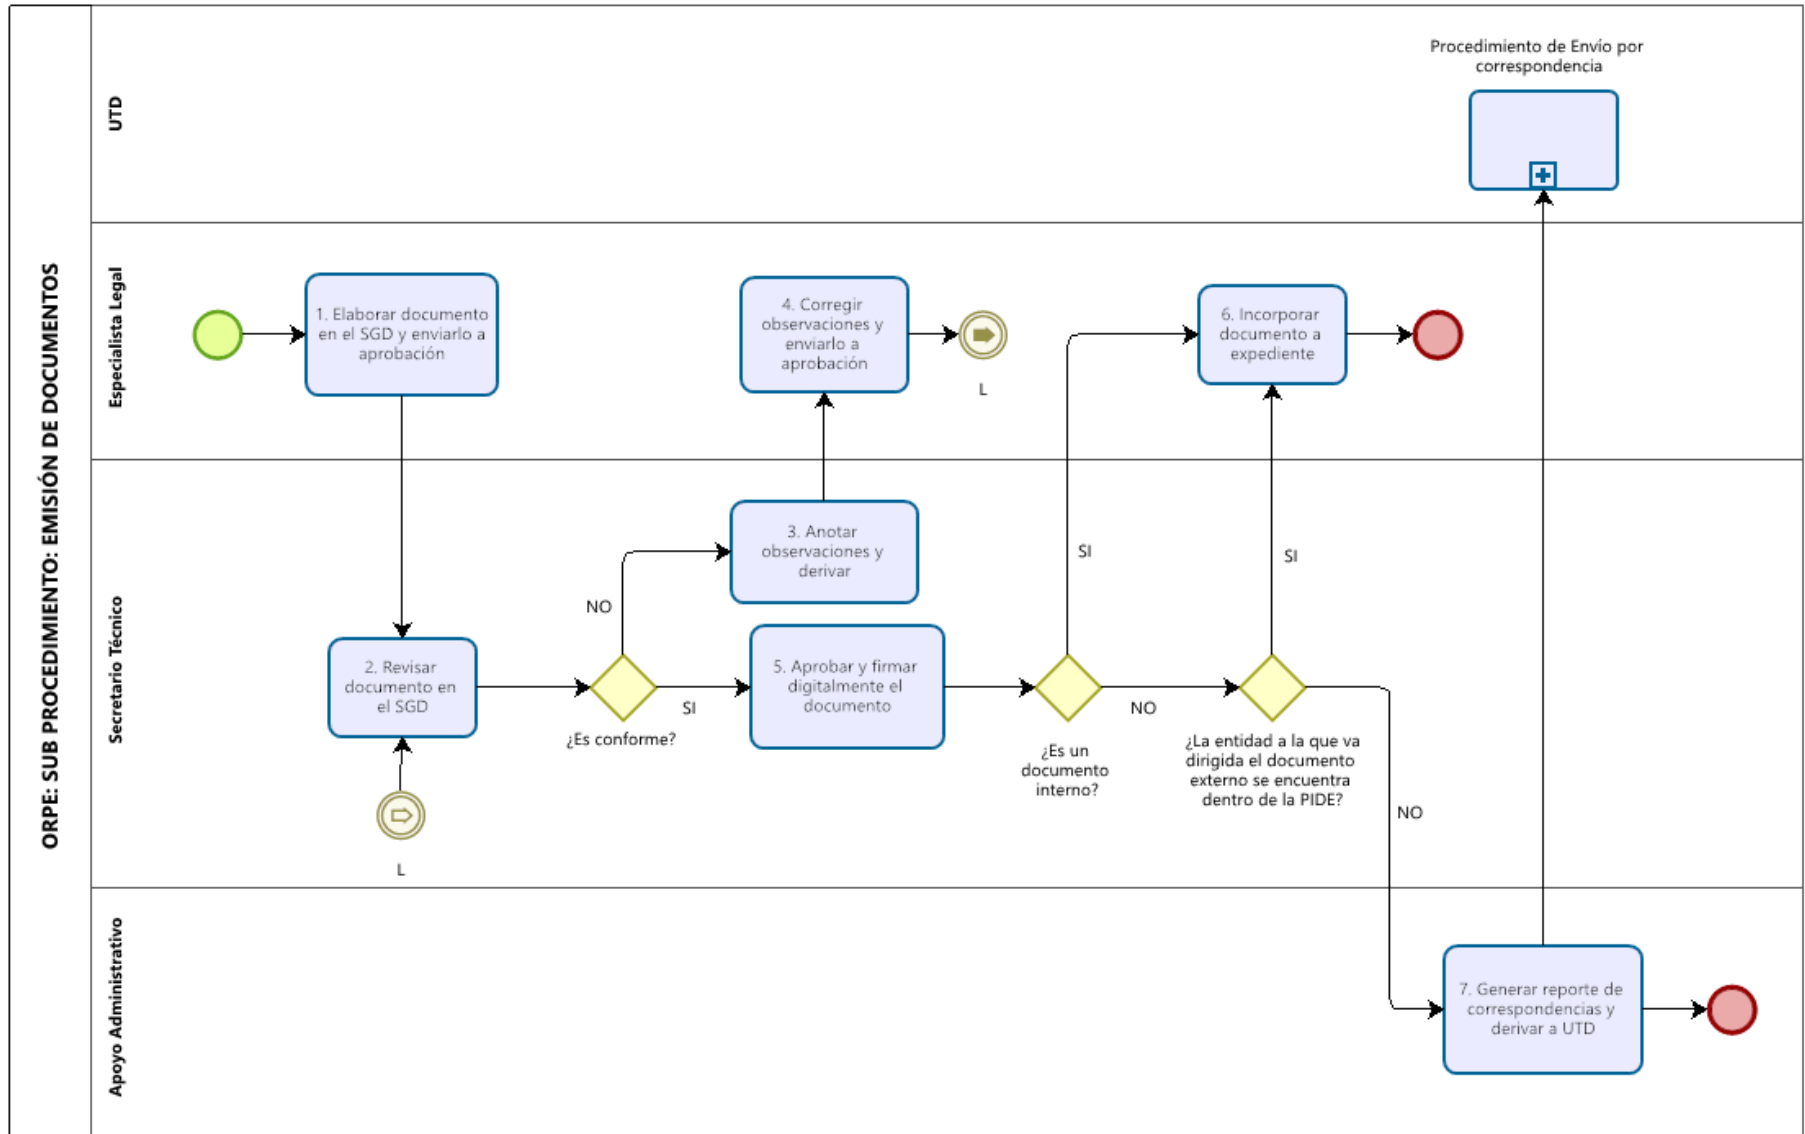 ORPE: SUB PROCEDIMIENTO: EMISIÓN DE DOCUMENTOS
UTD
Procedimiento de Envío por
correspondencia
Especialista Legal
1. Elaborar documento
en el SGD y enviarlo a
aprobación
4. Corregir
observaciones y
enviarlo a
aprobación
L
6. Incorporar
documento a
expediente
Secretario Técnico
3. Anotar
observaciones y
derivar
SI
SI
NO
2. Revisar
documento en
el SGD
¿Es conforme?
SI
5. Aprobar y firmar
digitalmente el
documento
¿Es un
documento
interno?
NO
¿La entidad a la que va
dirigida el documento
externo se encuentra
dentro de la PIDE?
NO
L
Apoyo Administrativo
7. Generar reporte de
correspondencias y
derivar a UTD